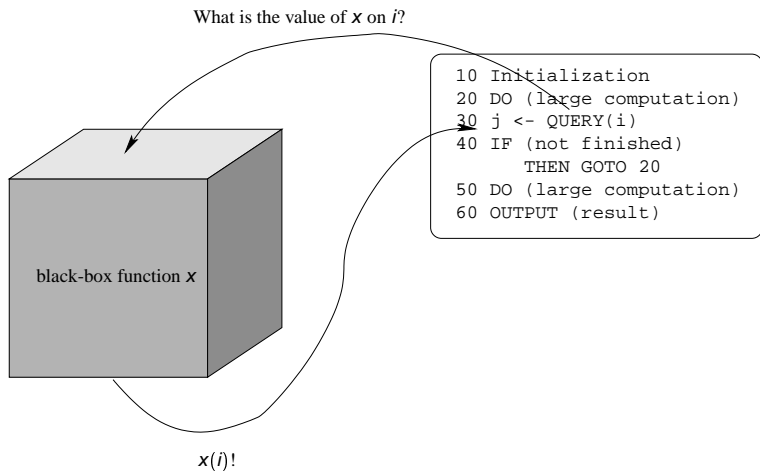 What is the value of x on i?
10 Initialization
20 DO (large computation)
30 j <- QUERY(i)
40 IF (not finished)
THEN GOTO 20
50 DO (large computation)
60 OUTPUT (result)
black-box function x
x(i)!